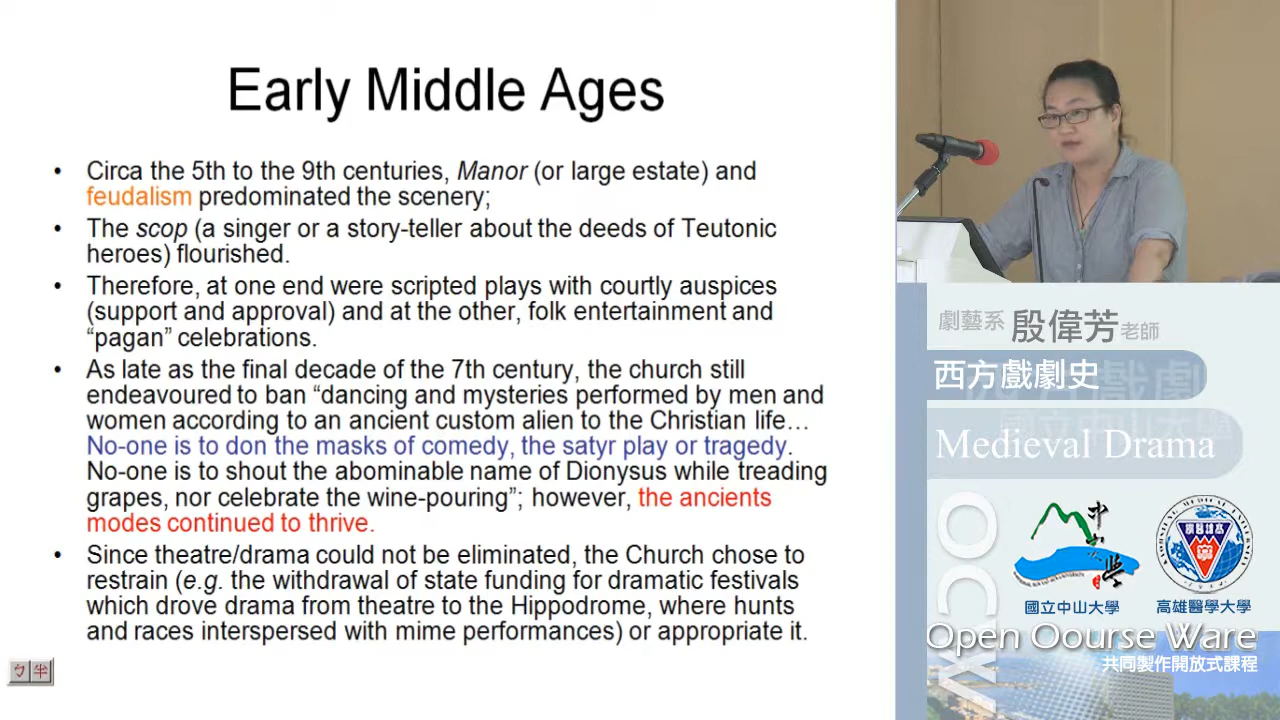 Early Middle Ages
• Circa the 5th to the 9th centuries, Manor (or large estate) and
feudalism predominated the scenery;
• The scop (a singer or a story-teller about the deeds of Teutonic
heroes) flourished.
• Therefore, at one end were scripted plays with courtly auspices
(support and approval) and at the other, folk entertainment and
“pagan” celebrations.
• As late as the final decade of the 7th century, the church still
endeavoured to ban “dancing and mysteries performed by men and
women according to an ancient custom alien to the Christian life…
No-one is to don the masks of comedy, the satyr play or tragedy.
No-one is to shout the abominable name of Dionysus while treading
grapes, nor celebrate the wine-pouring”; however, the ancients
modes continued to thrive.
• Since theatre/drama could not be eliminated, the Church chose to
restrain (e.g. the withdrawal of state funding for dramatic festivals
which drove drama from theatre to the Hippodrome, where hunts
and races interspersed with mime performances) or appropriate it.
ㄅ 半
劇藝系 殷偉芳老師
西方戲劇史
Medieval Drama
OCW
國立中山大學
高雄醫學大學
Open Oourse Ware
共同製作開放式課程